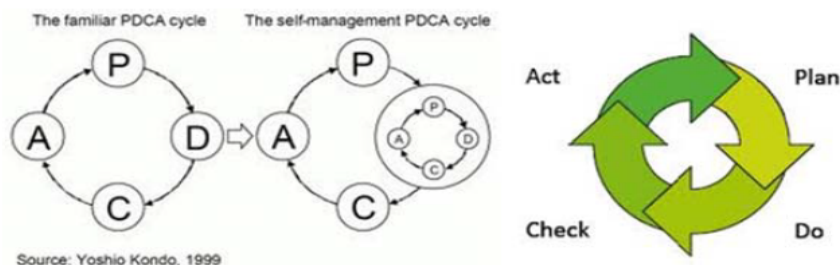 The familiar PDCA cycle
The self-management PDCA cycle
P
A
D
C
P
A
P
A
D
C
C
Source: Yoshio Kondo, 1999
Act
Plan
Check
Do